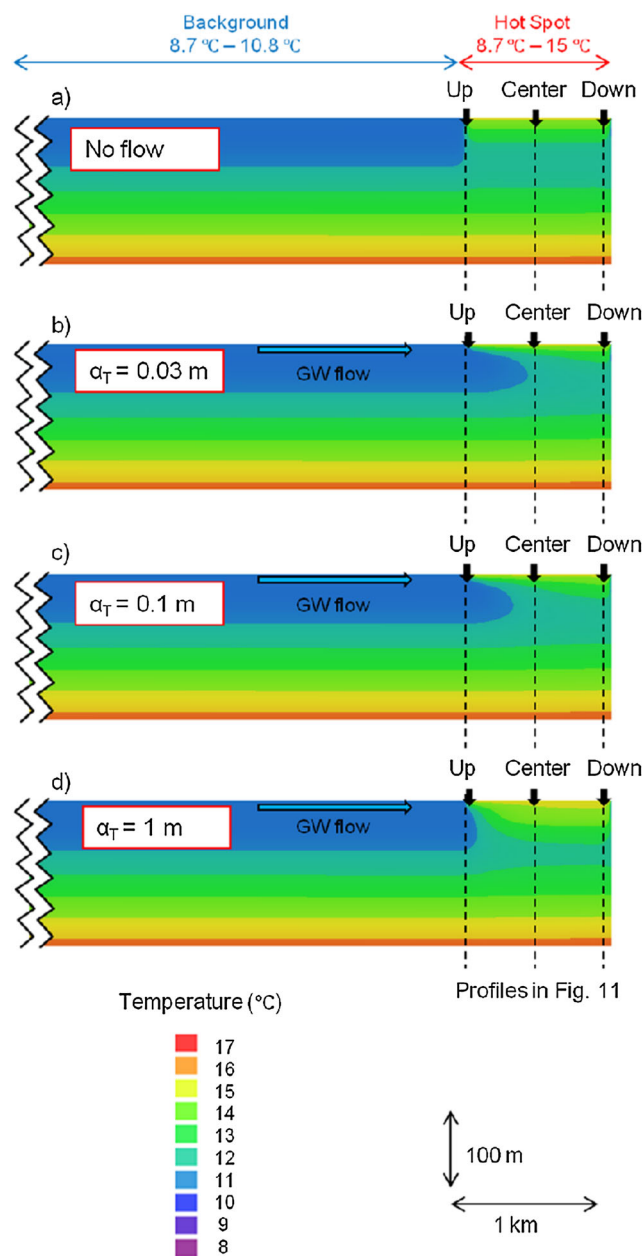 Background
8.7 °C – 10.8 °C
Hot Spot
8.7 °C – 15 °C
a)
Up Center Down
No flow
b)
Up Center Down
αT = 0.03 m
GW flow
c)
Up Center Down
αT = 0.1 m
GW flow
d)
Up Center Down
αT = 1 m
GW flow
Profiles in Fig. 11
Temperature (°C)
17
16
15
14
13
12
11
10
9
8
100 m
1 km